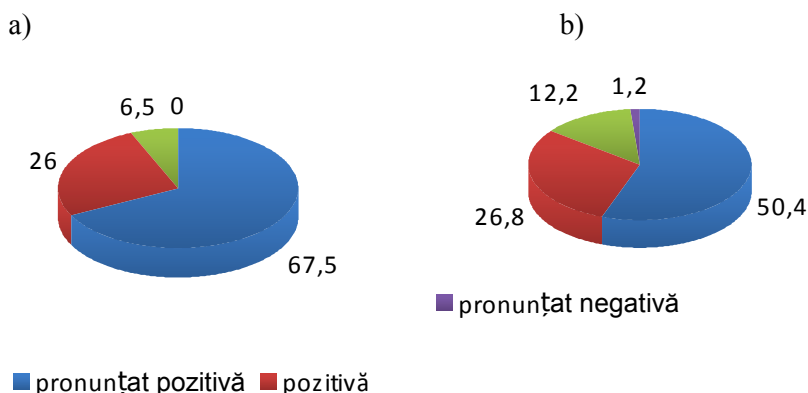 a)
b)
6,5 0
26
67,5
12,2 1,2
26,8
50,4
pronunțat negativă
pronunțat pozitivă pozitivă